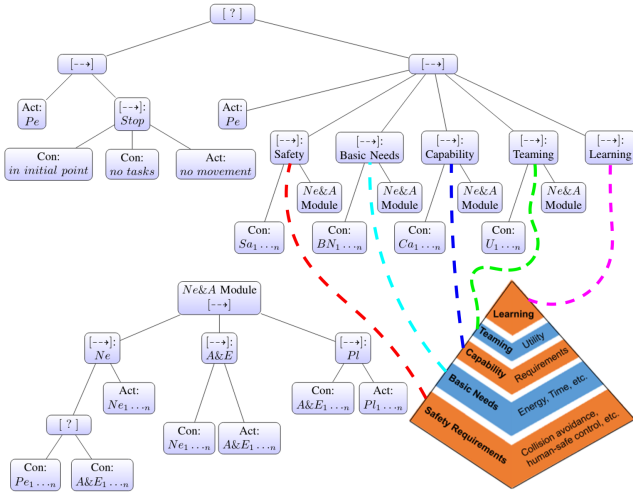 [ ? ]
[⇢]
[⇢]
Act:
Pe
[⇢]:
Stop
Act:
Pe
[⇢]:
Safety
[⇢]:
Basic Needs
[⇢]:
Capability
[⇢]:
Teaming
[⇢]:
Learning
Con:
in initial point
Con:
no tasks
Act:
no movement
Ne&A
Module
Ne&A
Module
Ne&A
Module
Ne&A
Module
Con:
Sa₁ …ₙ
Con:
BN₁ …ₙ
Con:
Ca₁ …ₙ
Con:
U₁ …ₙ
Ne&A Module
[⇢]
[⇢]:
Ne
[⇢]:
A&E
[⇢]:
Pl
[ ? ]
Act:
Ne₁ …ₙ
Con:
Ne₁ …ₙ
Act:
A&E₁ …ₙ
Con:
A&E₁ …ₙ
Act:
Pl₁ …ₙ
Con:
Pe₁ …ₙ
Con:
A&E₁ …ₙ
Learning
Teaming
Utility
Capability
Requirements
Basic Needs
Energy, Time, etc.
Safety Requirements
Collision avoidance,
human-safe control, etc.